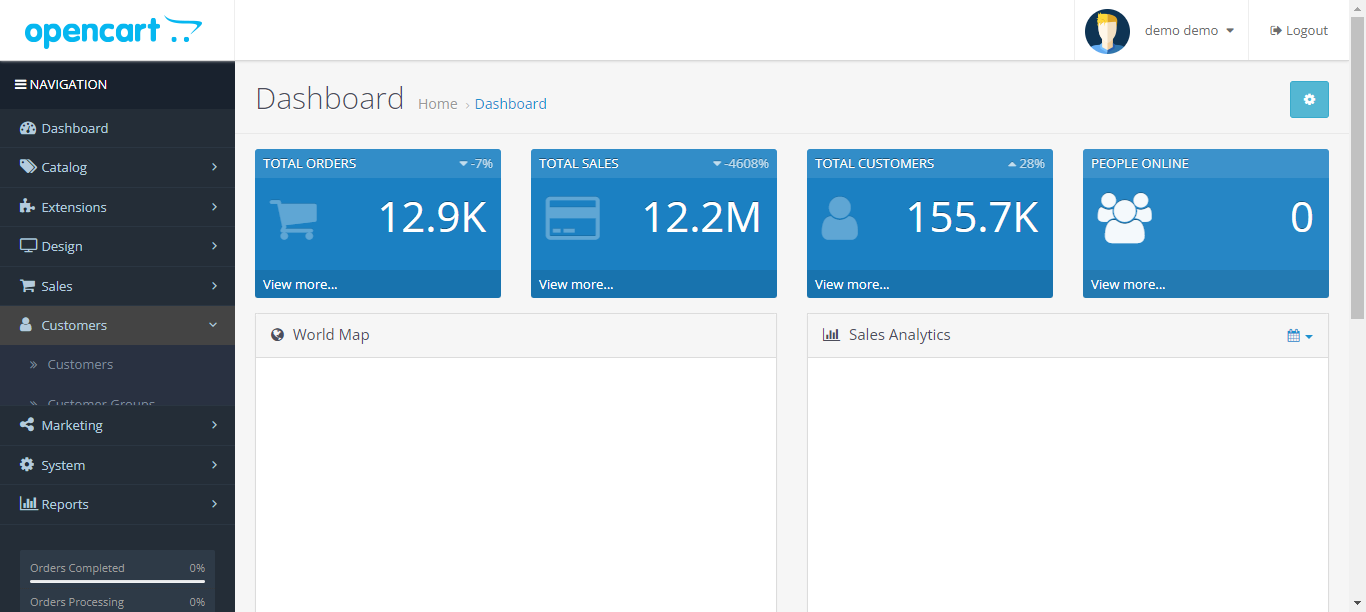 opencart
demo demo
Logout
NAVIGATION
Dashboard
Catalog
Extensions
Design
Sales
Customers
Customers
Customer Groups
Marketing
System
Reports
Orders Completed 0%
Orders Processing 0%
Dashboard Home › Dashboard
TOTAL ORDERS -7%
12.9K
View more...
TOTAL SALES -4608%
12.2M
View more...
TOTAL CUSTOMERS 28%
155.7K
View more...
PEOPLE ONLINE
0
View more...
World Map
Sales Analytics